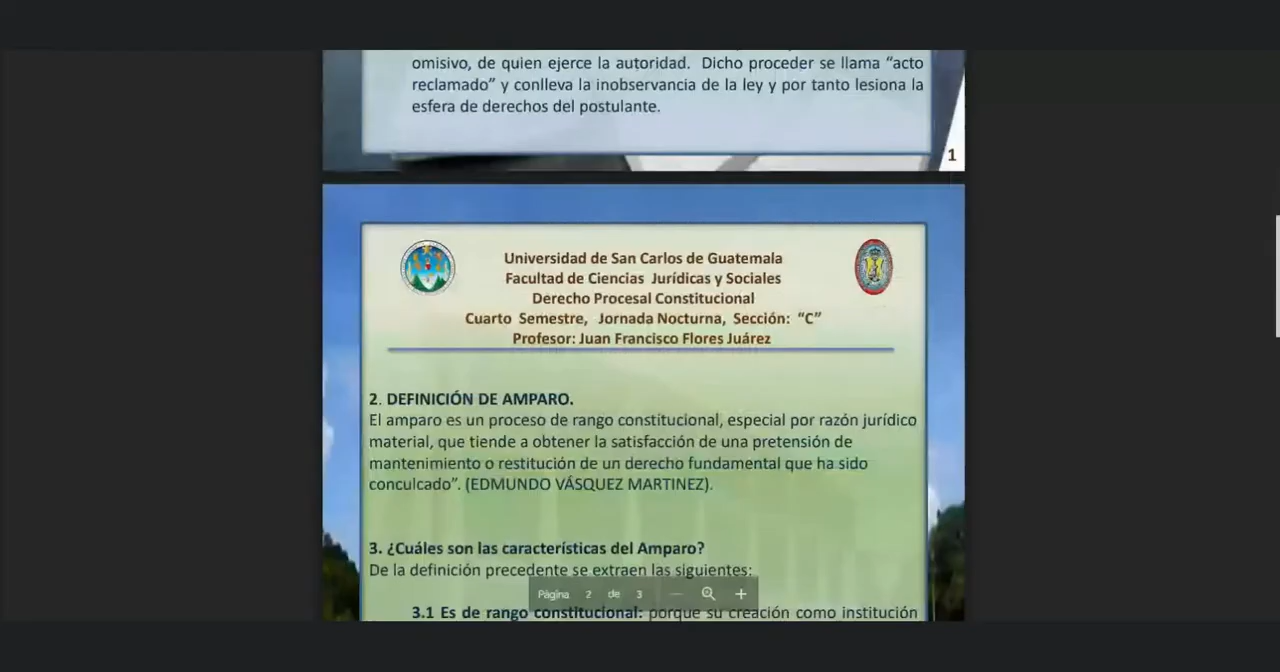 omisivo, de quien ejerce la autoridad. Dicho proceder se llama “acto
reclamado” y conlleva la inobservancia de la ley y por tanto lesiona la
esfera de derechos del postulante.
1
Universidad de San Carlos de Guatemala
Facultad de Ciencias Jurídicas y Sociales
Derecho Procesal Constitucional
Cuarto Semestre, Jornada Nocturna, Sección: “C”
Profesor: Juan Francisco Flores Juárez
2. DEFINICIÓN DE AMPARO.
El amparo es un proceso de rango constitucional, especial por razón jurídico
material, que tiende a obtener la satisfacción de una pretensión de
mantenimiento o restitución de un derecho fundamental que ha sido
conculcado”. (EDMUNDO VÁSQUEZ MARTINEZ).
3. ¿Cuáles son las características del Amparo?
De la definición precedente se extraen las siguientes:
Página 2 de 3
3.1 Es de rango constitucional: porque su creación como institución